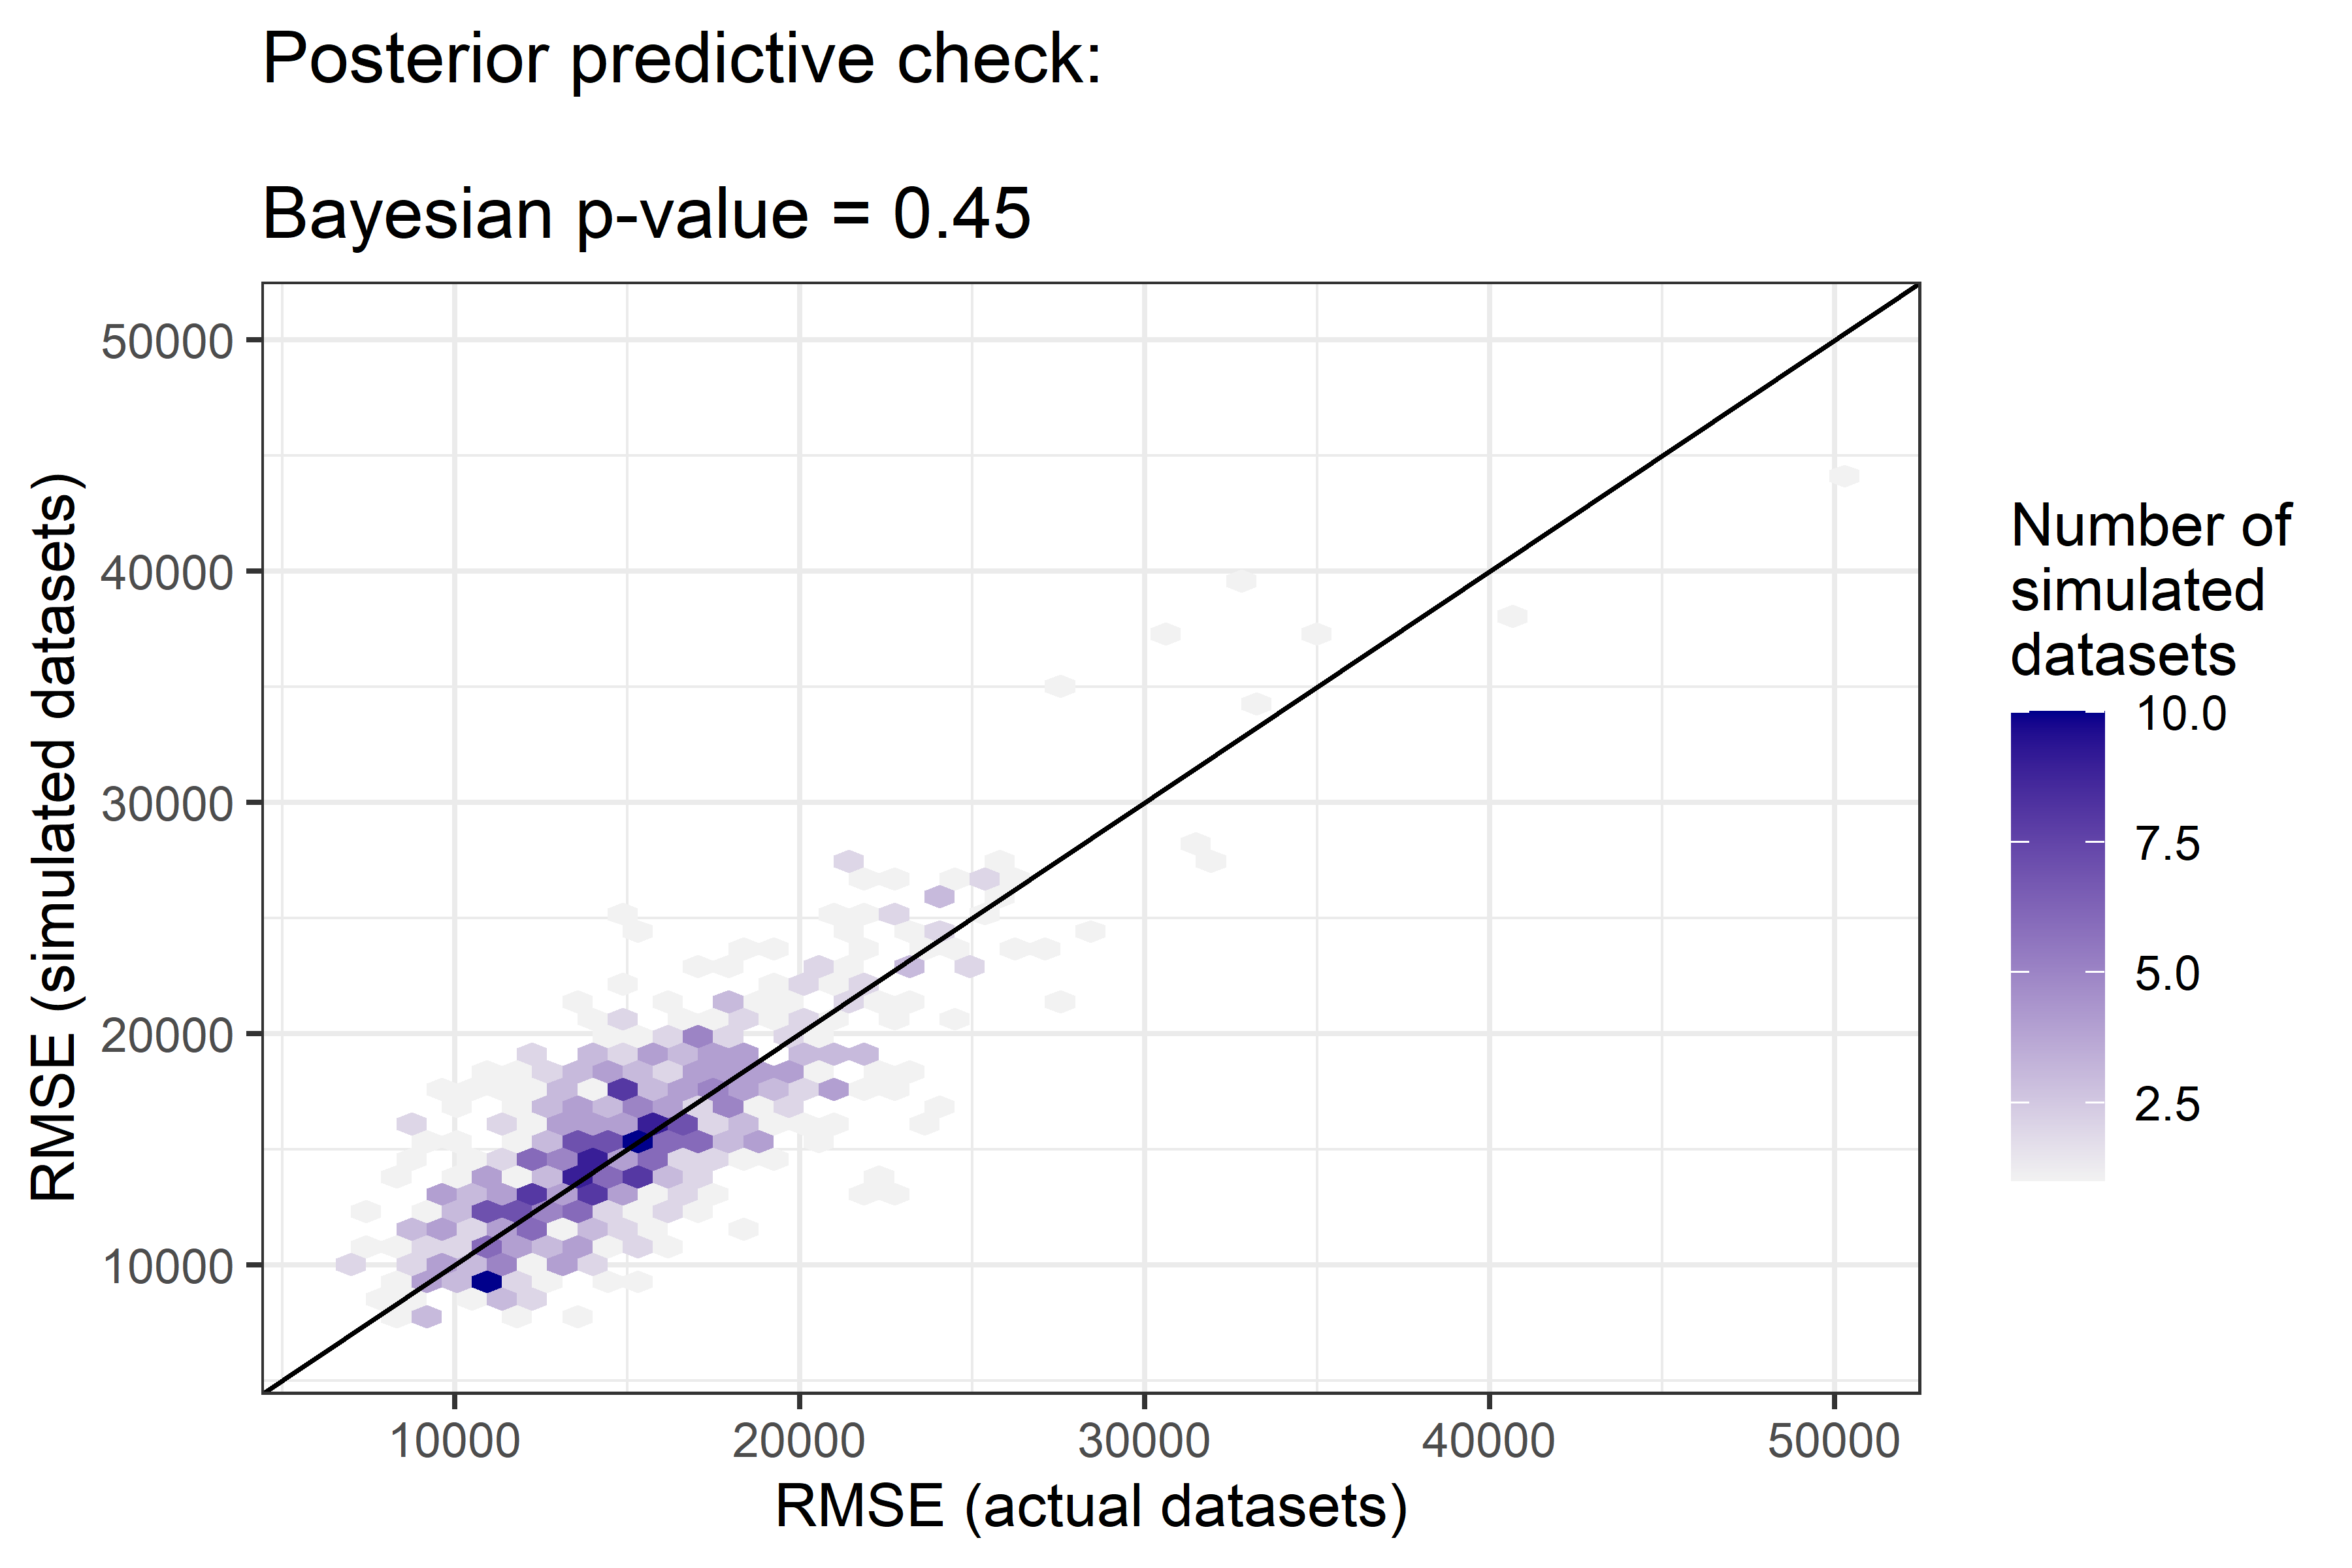 Posterior predictive check:
Bayesian p-value = 0.45
RMSE (simulated datasets)
50000
40000
30000
20000
10000
10000
20000
30000
40000
50000
RMSE (actual datasets)
Number of
simulated
datasets
10.0
7.5
5.0
2.5